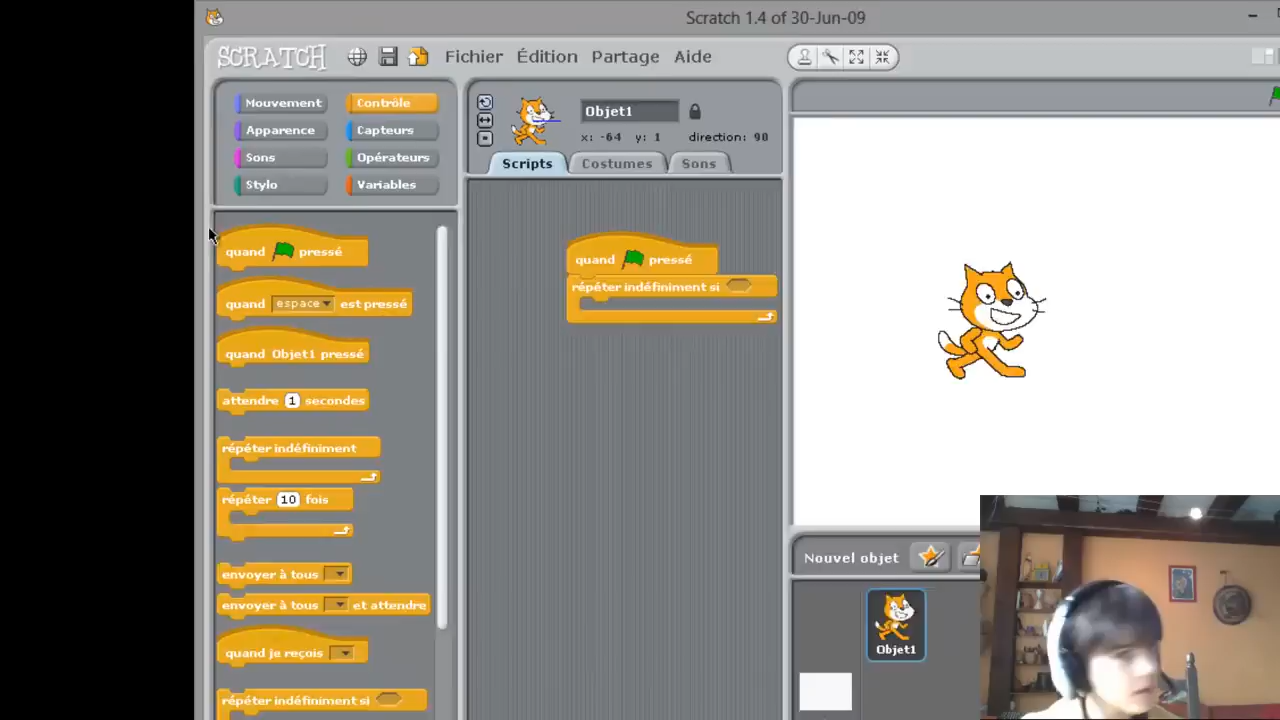 Scratch 1.4 of 30-Jun-09
SCRATCH
Fichier Édition Partage Aide
Mouvement Contrôle
Apparence Capteurs
Sons Opérateurs
Stylo Variables
Objet1
x: -64 y: 1 direction: 90
Scripts Costumes Sons
quand pressé
quand espace est pressé
quand Objet1 pressé
attendre 1 secondes
répéter indéfiniment
répéter 10 fois
envoyer à tous
envoyer à tous et attendre
quand je reçois
répéter indéfiniment si
quand pressé
répéter indéfiniment si
Nouvel objet
Objet1